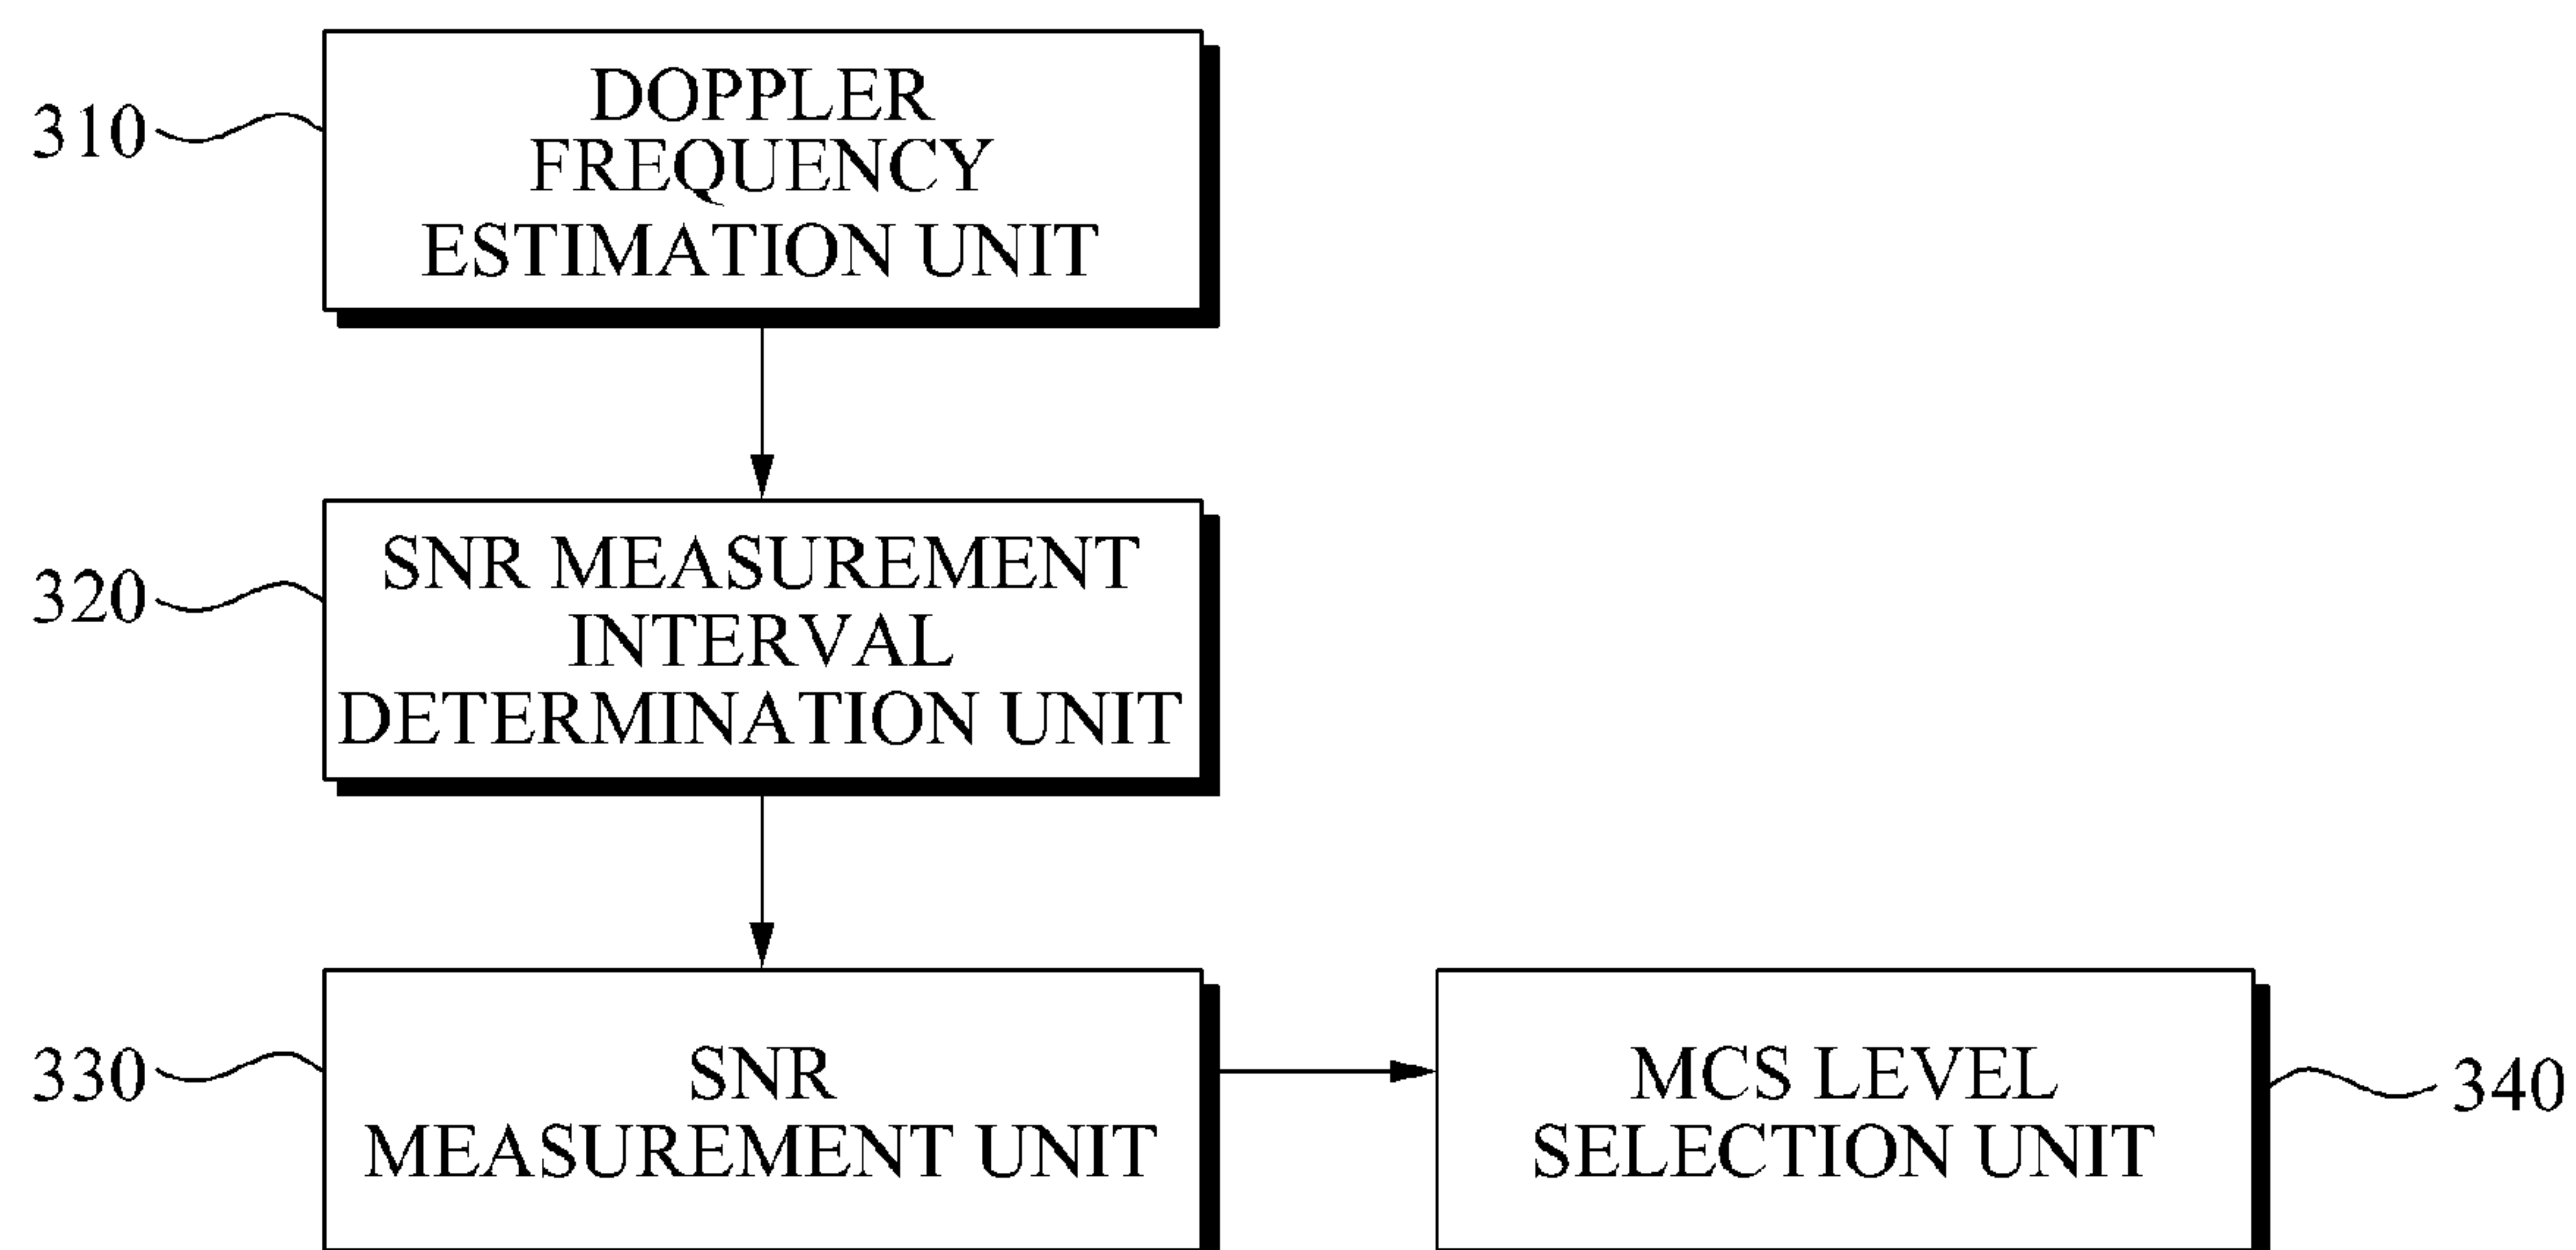 310
DOPPLER
FREQUENCY
ESTIMATION UNIT
320
SNR MEASUREMENT
INTERVAL
DETERMINATION UNIT
330
SNR
MEASUREMENT UNIT
MCS LEVEL
SELECTION UNIT
340